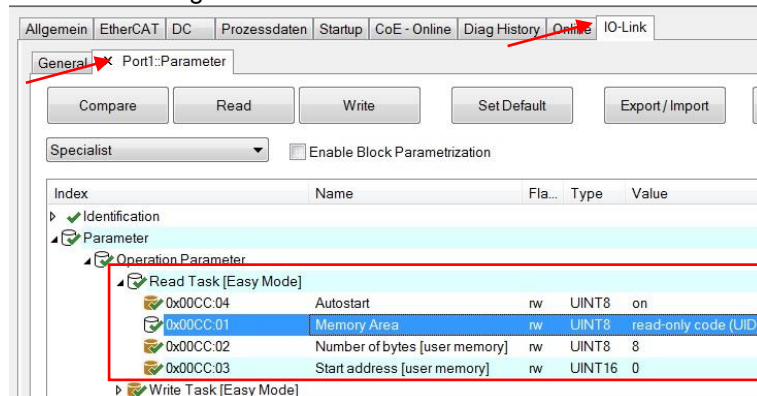 Allgemein EtherCAT DC Prozessdaten Startup CoE - Online Diag History Online IO-Link
General Port1::Parameter
Compare Read Write Set Default Export / Import
Specialist Enable Block Parametrization
Index Name Fla... Type Value
Identification
Parameter
Operation Parameter
Read Task [Easy Mode]
0x00CC:04 Autostart rw UINT8 on
0x00CC:01 Memory Area rw UINT8 read-only code (UID
0x00CC:02 Number of bytes [user memory] rw UINT8 8
0x00CC:03 Start address [user memory] rw UINT16 0
Write Task [Easy Mode]